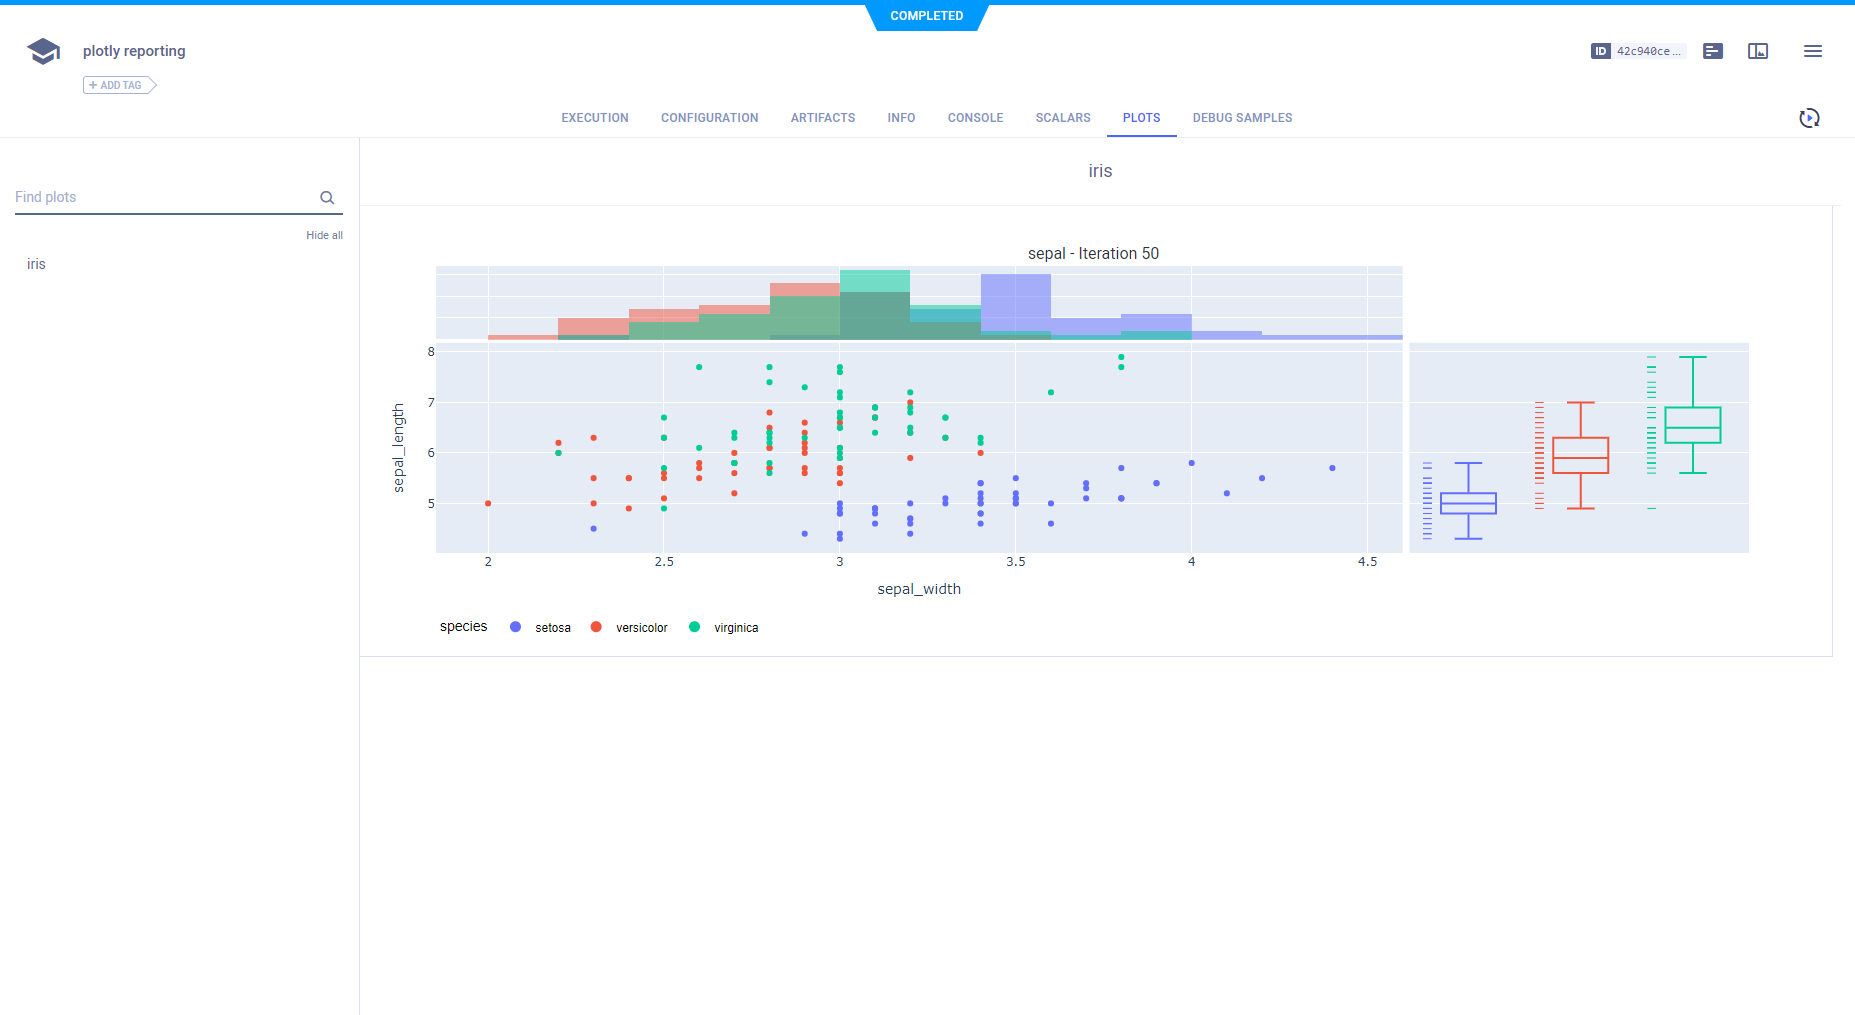 COMPLETED
plotly reporting
+ ADD TAG
ID 42c940ce...
EXECUTION CONFIGURATION ARTIFACTS INFO CONSOLE SCALARS PLOTS DEBUG SAMPLES
Find plots
Hide all
iris
iris
sepal - Iteration 50
8
7
6
5
sepal_length
2 2.5 3 3.5 4 4.5
sepal_width
species setosa versicolor virginica